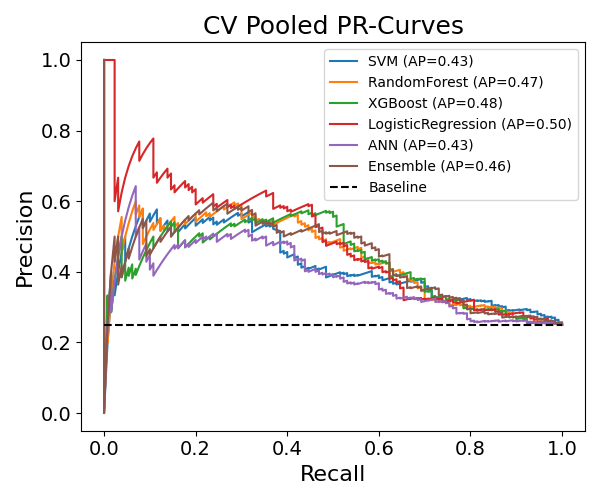 CV Pooled PR-Curves
SVM (AP=0.43)
RandomForest (AP=0.47)
XGBoost (AP=0.48)
LogisticRegression (AP=0.50)
ANN (AP=0.43)
Ensemble (AP=0.46)
Baseline
Precision
1.0
0.8
0.6
0.4
0.2
0.0
0.0 0.2 0.4 0.6 0.8 1.0
Recall